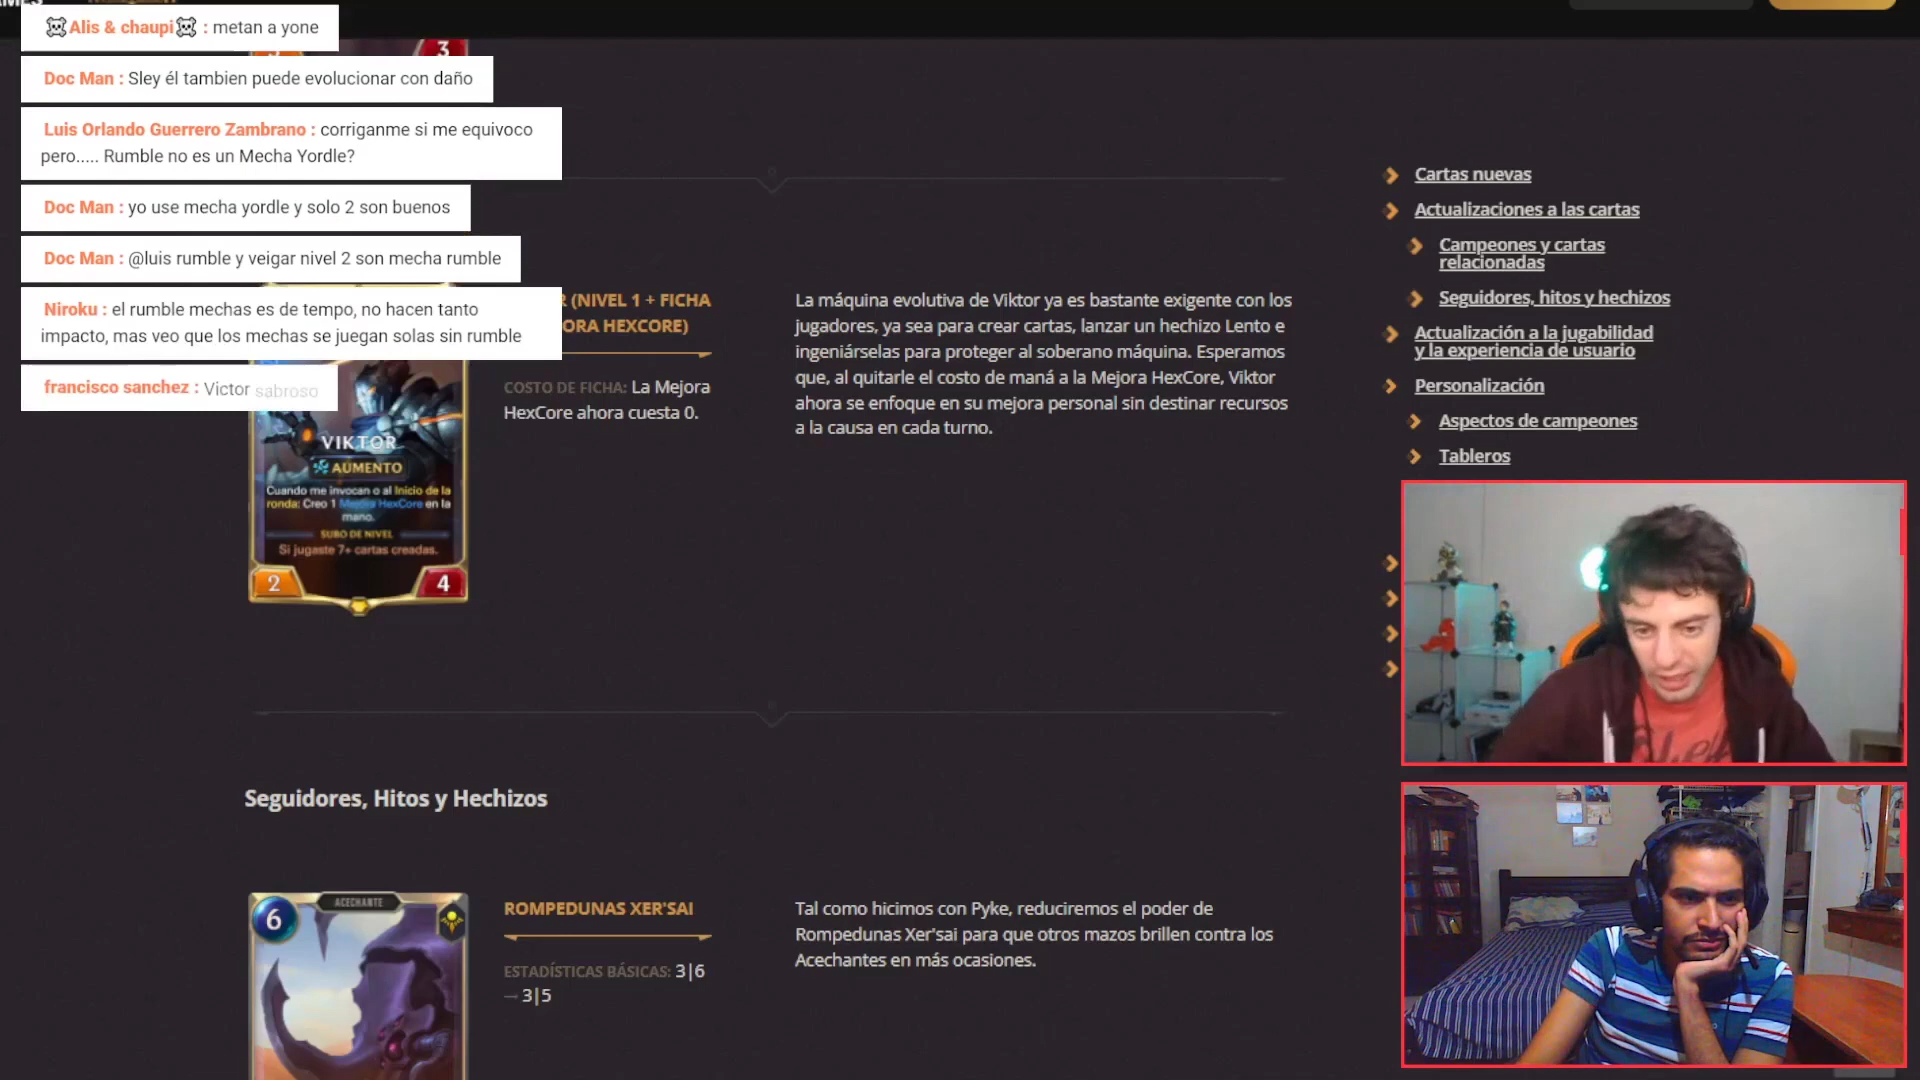 ☠Alis & chaupi☠ : metan a yone
Doc Man : Sley él tambien puede evolucionar con daño
Luis Orlando Guerrero Zambrano : corriganme si me equivoco
pero..... Rumble no es un Mecha Yordle?
Doc Man : yo use mecha yordle y solo 2 son buenos
Doc Man : @luis rumble y veigar nivel 2 son mecha rumble
Niroku : el rumble mechas es de tempo, no hacen tanto
impacto, mas veo que los mechas se juegan solas sin rumble
francisco sanchez : Victor sabroso
3
VIKTOR
AUMENTO
Cuando me invocan o al Inicio de la
ronda: Creo 1 Mejora HexCore en la
mano.
SUBO DE NIVEL
Si jugaste 7+ cartas creadas.
2
4
(NIVEL 1 + FICHA
HEXCORE)
COSTO DE FICHA: La Mejora
HexCore ahora cuesta 0.
La máquina evolutiva de Viktor ya es bastante exigente con los
jugadores, ya sea para crear cartas, lanzar un hechizo Lento e
ingeniárselas para proteger al soberano máquina. Esperamos
que, al quitarle el costo de maná a la Mejora HexCore, Viktor
ahora se enfoque en su mejora personal sin destinar recursos
a la causa en cada turno.
Seguidores, Hitos y Hechizos
ACECHANTE
6
ROMPEDUNAS XER'SAI
ESTADÍSTICAS BÁSICAS: 3|6
→ 3|5
Tal como hicimos con Pyke, reduciremos el poder de
Rompedunas Xer'sai para que otros mazos brillen contra los
Acechantes en más ocasiones.
Cartas nuevas
Actualizaciones a las cartas
Campeones y cartas
relacionadas
Seguidores, hitos y hechizos
Actualización a la jugabilidad
y la experiencia de usuario
Personalización
Aspectos de campeones
Tableros